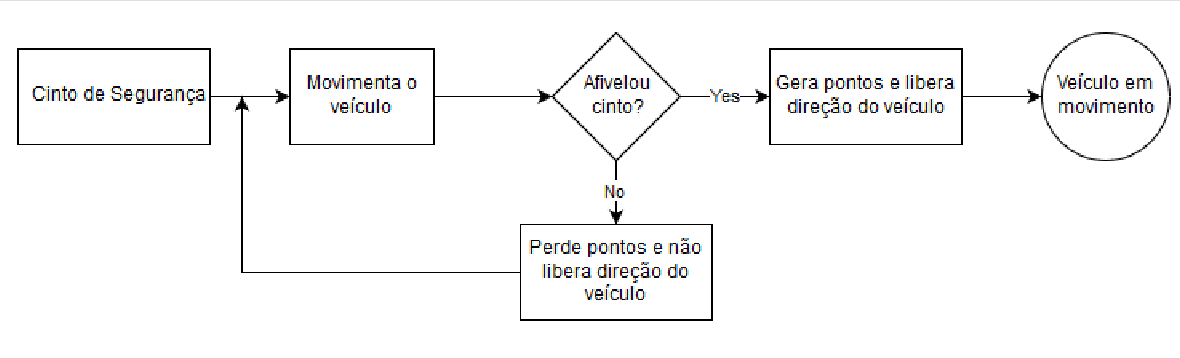 Cinto de Segurança
Movimenta o
veículo
Afivelou
cinto?
Yes
Gera pontos e libera
direção do veículo
Veículo em
movimento
No
Perde pontos e não
libera direção do
veículo